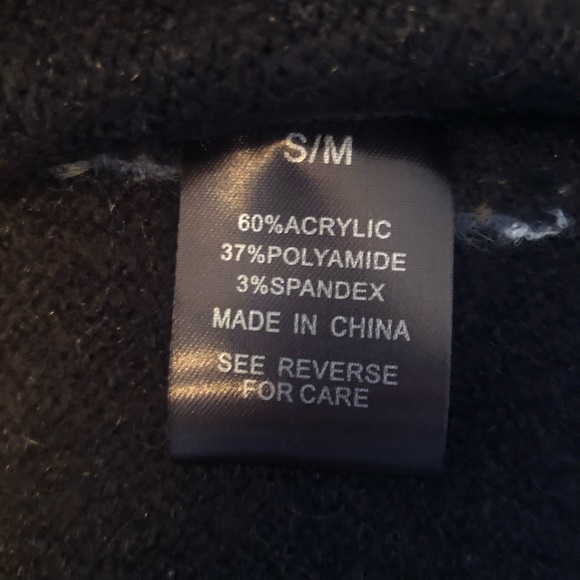 S/M
60%ACRYLIC
37%POLYAMIDE
3%SPANDEX
MADE IN CHINA
SEE REVERSE
FOR CARE